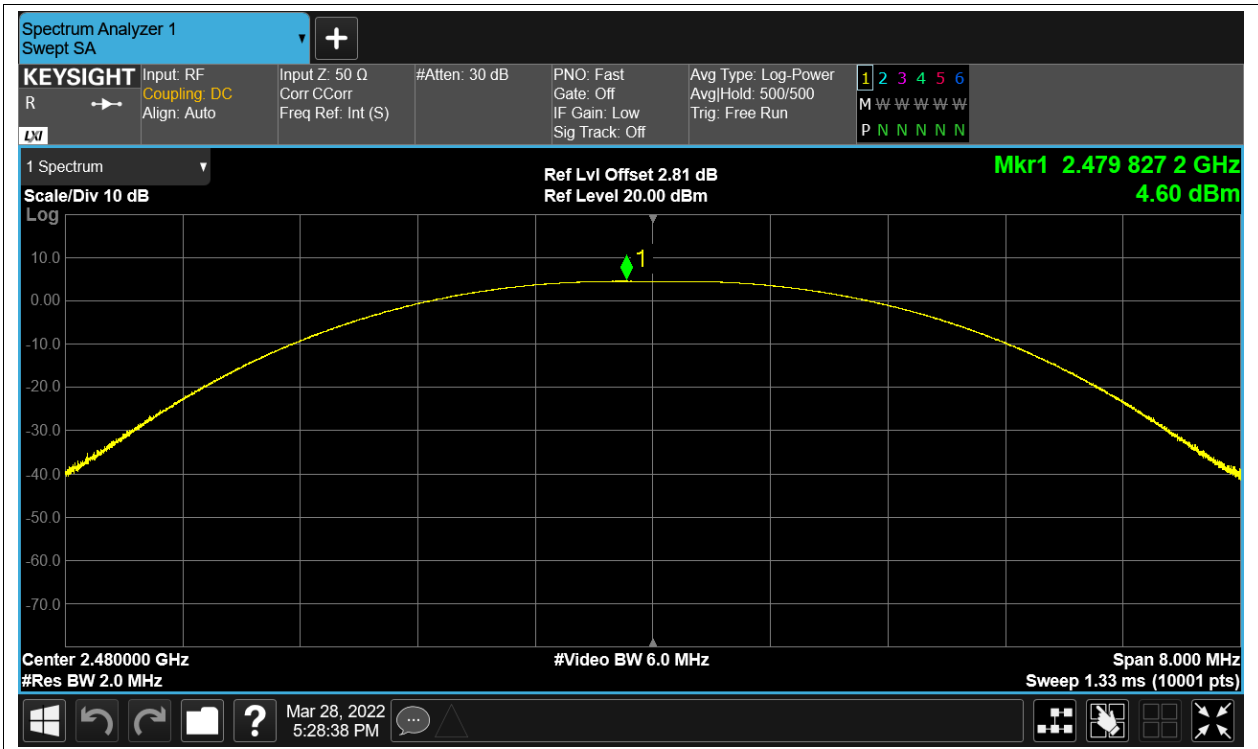 Spectrum Analyzer 1
Swept SA
KEYSIGHT
R
LXI
Input: RF
Coupling: DC
Align: Auto
Input Z: 50 Ω
Corr CCorr
Freq Ref: Int (S)
#Atten: 30 dB
PNO: Fast
Gate: Off
IF Gain: Low
Sig Track: Off
Avg Type: Log-Power
Avg|Hold: 500/500
Trig: Free Run
1 2 3 4 5 6
M W W W W W
P N N N N N
1 Spectrum
Scale/Div 10 dB
Log
Ref Lvl Offset 2.81 dB
Ref Level 20.00 dBm
Mkr1 2.479 827 2 GHz
4.60 dBm
1
10.0
0.00
-10.0
-20.0
-30.0
-40.0
-50.0
-60.0
-70.0
Center 2.480000 GHz
#Res BW 2.0 MHz
#Video BW 6.0 MHz
Span 8.000 MHz
Sweep 1.33 ms (10001 pts)
?
Mar 28, 2022
5:28:38 PM